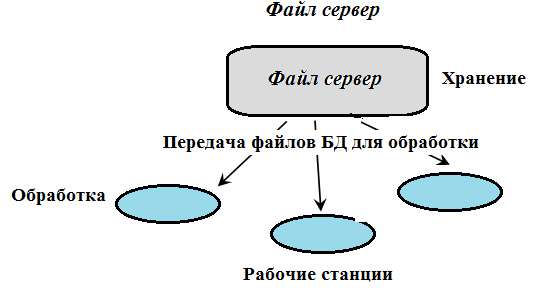 Файл сервер
Файл сервер
Хранение
Передача файлов БД для обработки
Обработка
Рабочие станции